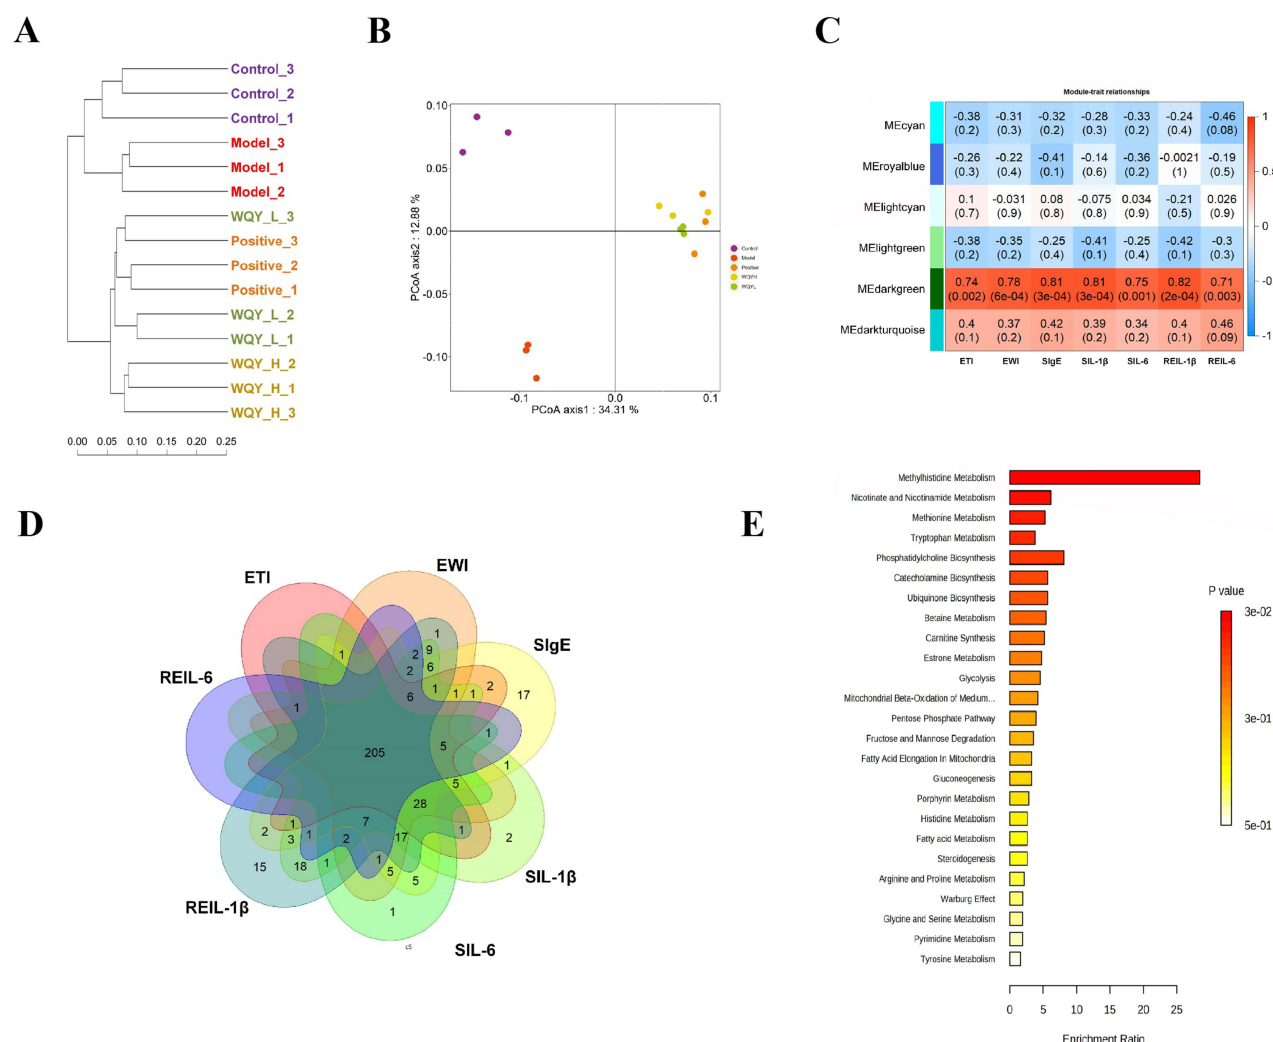 A
Control_3
Control_2
Control_1
Model_3
Model_1
Model_2
WQY_L_3
Positive_3
Positive_2
Positive_1
WQY_L_2
WQY_L_1
WQY_H_2
WQY_H_1
WQY_H_3
0.00 0.05 0.10 0.15 0.20 0.25
B
PCoA axis2 : 12.88 %
0.10
0.05
0.00
-0.05
-0.10
-0.1 0.0 0.1
PCoA axis1 : 34.31 %
Control
Model
Positive
WQYH
WQYL
C
Module-trait relationships
MEcyan -0.38 -0.31 -0.32 -0.28 -0.33 -0.24 -0.46
(0.2) (0.3) (0.2) (0.3) (0.2) (0.4) (0.08)
MEroyalblue -0.26 -0.22 -0.41 -0.14 -0.36 -0.0021 -0.19
(0.3) (0.4) (0.1) (0.6) (0.2) (1) (0.5)
MElightcyan 0.1 -0.031 0.08 -0.075 0.034 -0.21 0.026
(0.7) (0.9) (0.8) (0.8) (0.9) (0.5) (0.9)
MElightgreen -0.38 -0.35 -0.25 -0.41 -0.25 -0.42 -0.3
(0.2) (0.2) (0.4) (0.1) (0.4) (0.1) (0.3)
MEdarkgreen 0.74 0.78 0.81 0.81 0.75 0.82 0.71
(0.002) (6e-04) (3e-04) (3e-04) (0.001) (2e-04) (0.003)
MEdarkturquoise 0.4 0.37 0.42 0.39 0.34 0.4 0.46
(0.1) (0.2) (0.1) (0.2) (0.2) (0.1) (0.09)
ETI EWI SIgE SIL-1β SIL-6 REIL-1β REIL-6
1
0
-1
D
ETI
EWI
SIgE
SIL-1β
SIL-6
REIL-1β
REIL-6
1
1
2 9
2 6
6 1 1 1 2 17
1
5 1
1
205
5
28
7 17 1 2
2 1
3 1 2
15 18 1 1 5 5
1
c5
E
Methylhistidine Metabolism
Nicotinate and Nicotinamide Metabolism
Methionine Metabolism
Tryptophan Metabolism
Phosphatidylcholine Biosynthesis
Catecholamine Biosynthesis
Ubiquinone Biosynthesis
Betaine Metabolism
Carnitine Synthesis
Estrone Metabolism
Glycolysis
Mitochondrial Beta-Oxidation of Medium...
Pentose Phosphate Pathway
Fructose and Mannose Degradation
Fatty Acid Elongation In Mitochondria
Gluconeogenesis
Porphyrin Metabolism
Histidine Metabolism
Fatty acid Metabolism
Steroidogenesis
Arginine and Proline Metabolism
Warburg Effect
Glycine and Serine Metabolism
Pyrimidine Metabolism
Tyrosine Metabolism
0 5 10 15 20 25
Enrichment Ratio
P value
3e-02
3e-01
5e-01